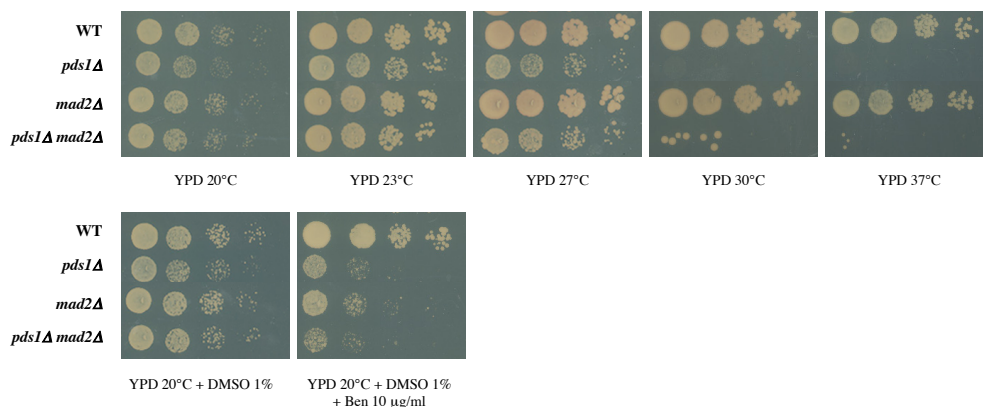 WT
pds1Δ
mad2Δ
pds1Δ mad2Δ
YPD 20°C
YPD 23°C
YPD 27°C
YPD 30°C
YPD 37°C
WT
pds1Δ
mad2Δ
pds1Δ mad2Δ
YPD 20°C + DMSO 1%
YPD 20°C + DMSO 1%
+ Ben 10 µg/ml